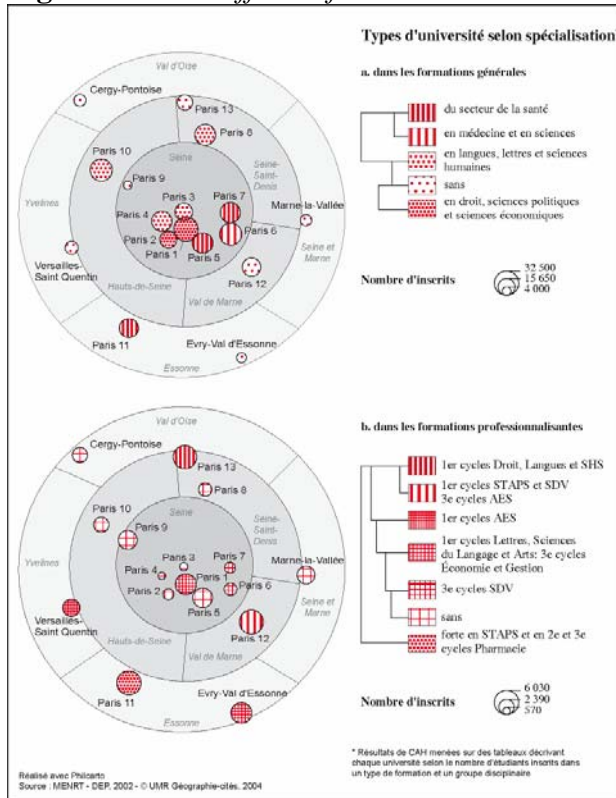 Types d'université selon spécialisation
a. dans les formations générales
Val d'Oise
Cergy-Pontoise
Paris 13
Paris 8
Paris 10
Seine
Seine-
Saint-
Denis
Paris 9
Paris 3
Paris 7
Paris 4
Marne-la-Vallée
Yvelines
Paris 2
Paris 6
Paris 1
Paris 5
Seine et
Marne
Versailles-
Saint Quentin
Paris 12
Hauts-de-Seine
Val de Marne
Paris 11
Evry-Val d'Essonne
Essonne
du secteur de la santé
en médecine et en sciences
en langues, lettres et sciences
humaines
sans
en droit, sciences politiques
et sciences économiques
Nombre d'inscrits
32 500
15 650
4 000
b. dans les formations professionnalisantes
Val d'Oise
Cergy-Pontoise
Paris 13
Paris 8
Paris 10
Seine
Paris 9
Seine-
Saint-
Denis
Paris 3
Paris 7
Marne-la-Vallée
Yvelines
Paris 4
Paris 1
Paris 2
Paris 6
Paris 5
Seine et
Marne
Versailles-
Saint Quentin
Paris 12
Hauts-de-Seine
Val de Marne
Paris 11
Evry-Val d'Essonne
Essonne
1er cycles Droit, Langues et SHS
1er cycles STAPS et SDV
3e cycles AES
1er cycles AES
1er cycles Lettres, Sciences
du Langage et Arts: 3e cycles
Économie et Gestion
3e cycles SDV
sans
forte en STAPS et en 2e et 3e
cycles Pharmacie
Nombre d'inscrits
6 030
2 390
570
* Résultats de CAH menées sur des tableaux décrivant
chaque université selon le nombre d'étudiants inscrits dans
un type de formation et un groupe disciplinaire
Réalisé avec Philcarto
Source : MENRT - DEP, 2002 - © UMR Géographie-cités, 2004